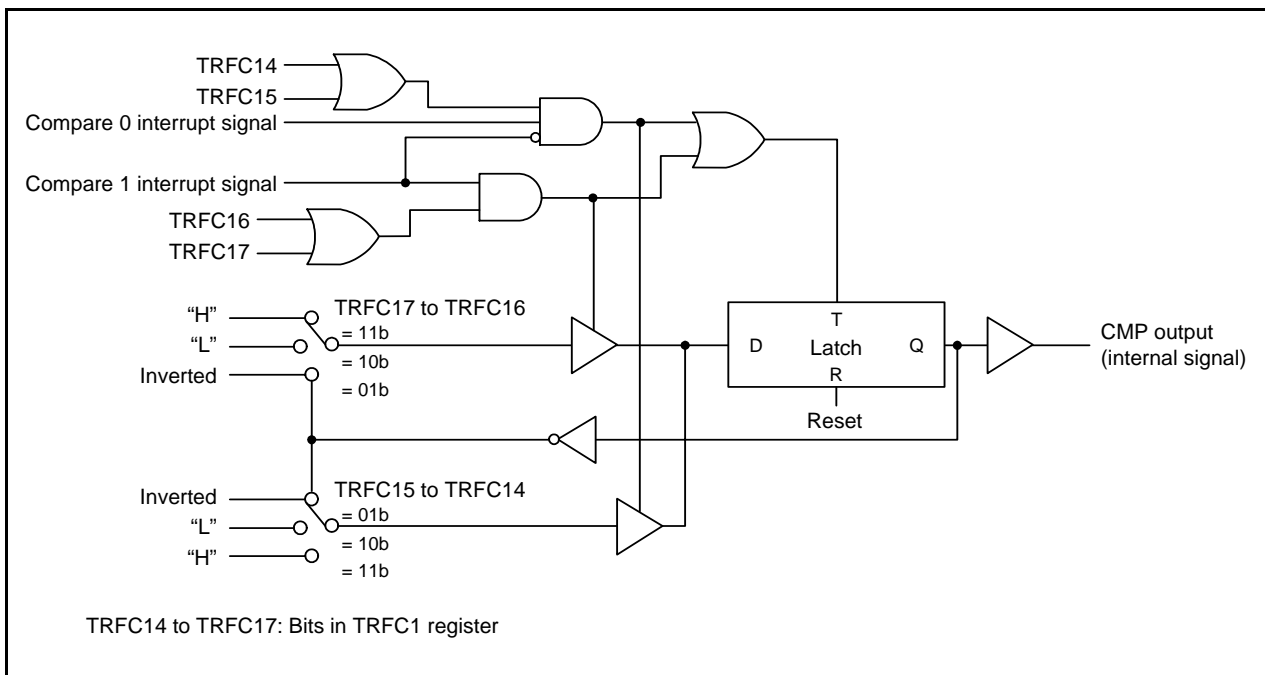 TRFC14
TRFC15
Compare 0 interrupt signal
Compare 1 interrupt signal
TRFC16
TRFC17
“H”
“L”
Inverted
TRFC17 to TRFC16
= 11b
= 10b
= 01b
D
T
Latch
R
Q
Reset
CMP output
(internal signal)
Inverted
“L”
“H”
TRFC15 to TRFC14
= 01b
= 10b
= 11b
TRFC14 to TRFC17: Bits in TRFC1 register